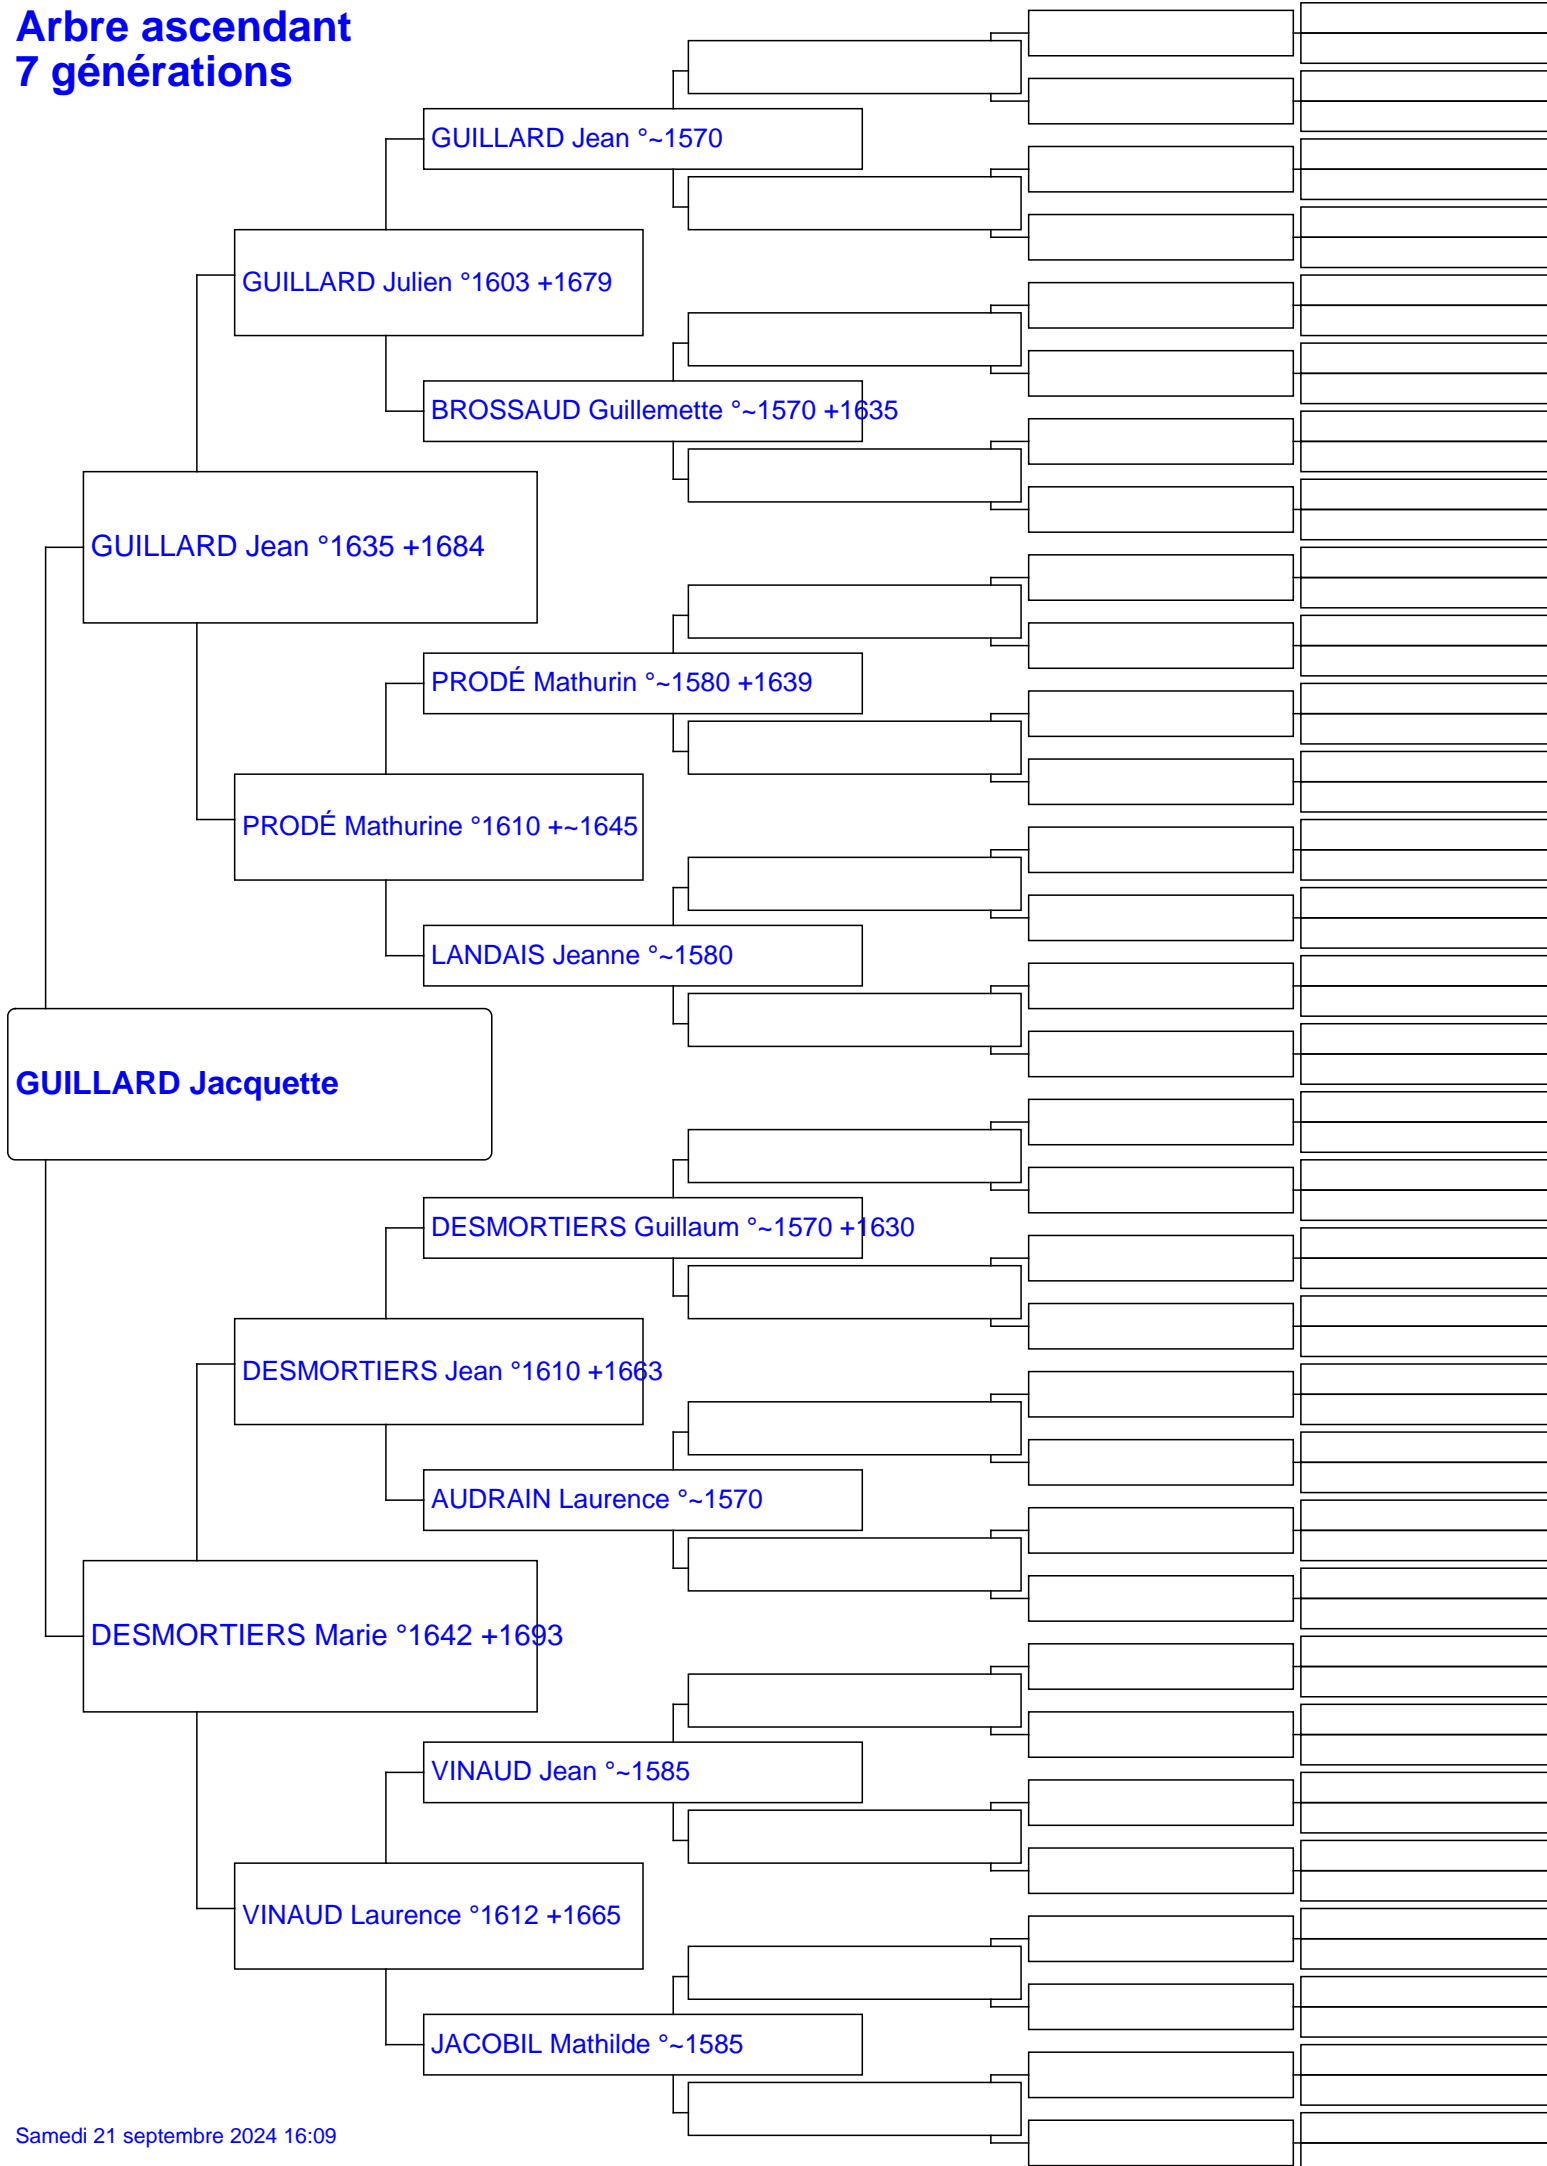 Arbre ascendant
7 générations
GUILLARD Jean °~1570
GUILLARD Julien °1603 +1679
BROSSAUD Guillemette °~1570 +1635
GUILLARD Jean °1635 +1684
PRODÉ Mathurin °~1580 +1639
PRODÉ Mathurine °1610 +~1645
LANDAIS Jeanne °~1580
GUILLARD Jacquette
DESMORTIERS Guillaum °~1570 +1630
DESMORTIERS Jean °1610 +1663
AUDRAIN Laurence °~1570
DESMORTIERS Marie °1642 +1693
VINAUD Jean °~1585
VINAUD Laurence °1612 +1665
JACOBIL Mathilde °~1585
Samedi 21 septembre 2024 16:09